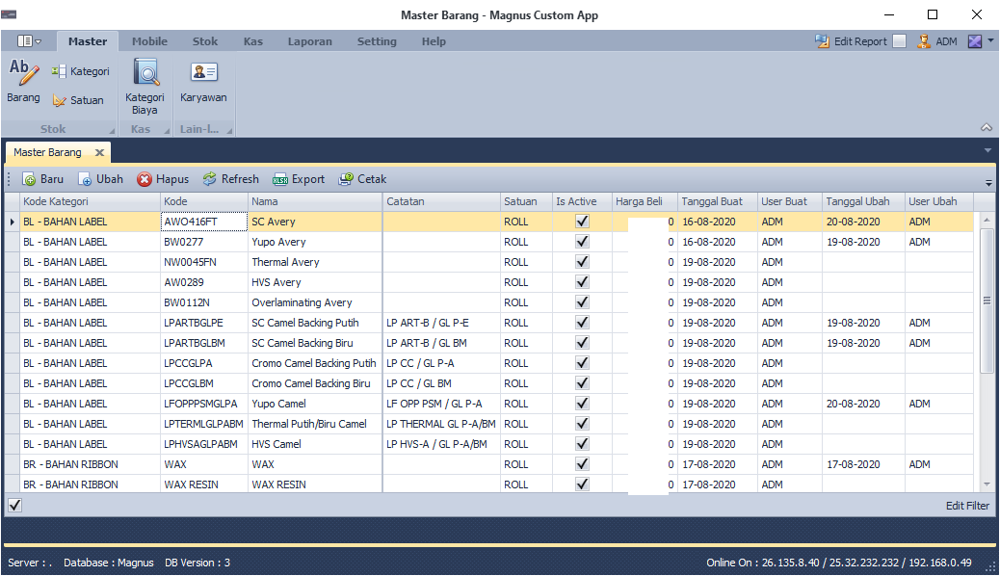 Master Barang - Magnus Custom App
Master Mobile Stok Kas Laporan Setting Help Edit Report ADM
Ab Kategori
Barang Satuan Kategori Biaya Karyawan
Stok Kas Lain-l...
Master Barang
Baru Ubah Hapus Refresh XLSX Export Cetak
Kode Kategori Kode Nama Catatan Satuan Is Active Harga Beli Tanggal Buat User Buat Tanggal Ubah User Ubah
BL - BAHAN LABEL AWO416FT SC Avery ROLL 0 16-08-2020 ADM 20-08-2020 ADM
BL - BAHAN LABEL BW0277 Yupo Avery ROLL 0 16-08-2020 ADM 19-08-2020 ADM
BL - BAHAN LABEL NW0045FN Thermal Avery ROLL 0 19-08-2020 ADM
BL - BAHAN LABEL AW0289 HVS Avery ROLL 0 19-08-2020 ADM
BL - BAHAN LABEL BW0112N Overlaminating Avery ROLL 0 19-08-2020 ADM
BL - BAHAN LABEL LPARTBGLPE SC Camel Backing Putih LP ART-B / GL P-E ROLL 0 19-08-2020 ADM 19-08-2020 ADM
BL - BAHAN LABEL LPARTBGLBM SC Camel Backing Biru LP ART-B / GL BM ROLL 0 19-08-2020 ADM 19-08-2020 ADM
BL - BAHAN LABEL LPCCGLPA Cromo Camel Backing Putih LP CC / GL P-A ROLL 0 19-08-2020 ADM
BL - BAHAN LABEL LPCCGLBM Cromo Camel Backing Biru LP CC / GL BM ROLL 0 19-08-2020 ADM
BL - BAHAN LABEL LFOPPPSMGLPA Yupo Camel LF OPP PSM / GL P-A ROLL 0 19-08-2020 ADM 20-08-2020 ADM
BL - BAHAN LABEL LPTERMLGLPABM Thermal Putih/Biru Camel LP THERMAL GL P-A/BM ROLL 0 19-08-2020 ADM
BL - BAHAN LABEL LPHVSAGLPABM HVS Camel LP HVS-A / GL P-A/BM ROLL 0 19-08-2020 ADM
BR - BAHAN RIBBON WAX WAX ROLL 0 17-08-2020 ADM 17-08-2020 ADM
BR - BAHAN RIBBON WAX RESIN WAX RESIN ROLL 0 17-08-2020 ADM
Edit Filter
Server : . Database : Magnus DB Version : 3 Online On : 26.135.8.40 / 25.32.232.232 / 192.168.0.49